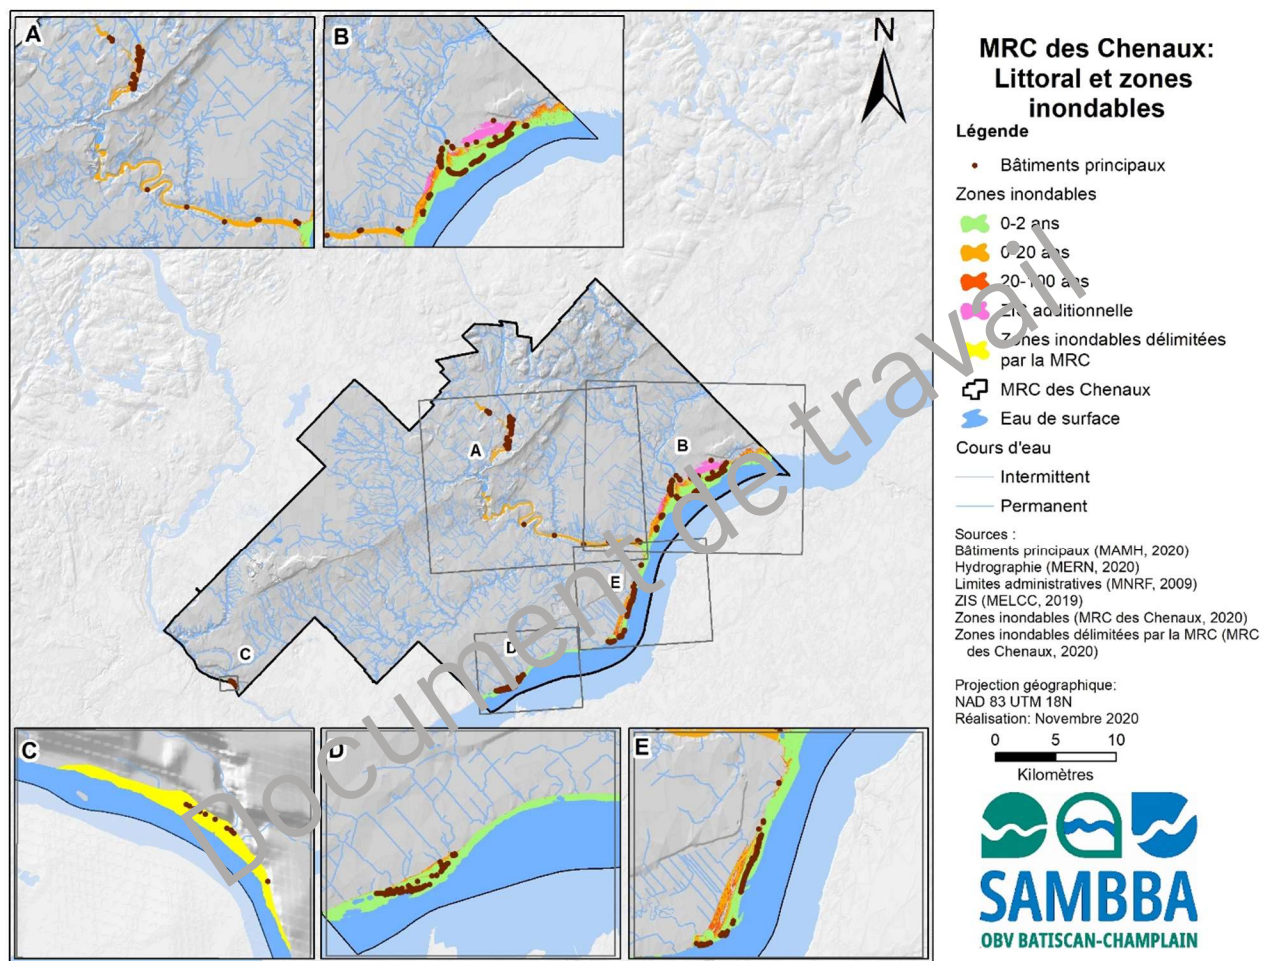 A
B
N
MRC des Chenaux:
Littoral et zones
inondables
Légende
Bâtiments principaux
Zones inondables
0-2 ans
0-20 ans
20-100 ans
ZIS additionnelle
Zones inondables délimitées
par la MRC
MRC des Chenaux
Eau de surface
Cours d'eau
Intermittent
Permanent
Sources :
Bâtiments principaux (MAMH, 2020)
Hydrographie (MERN, 2020)
Limites administratives (MNRF, 2009)
ZIS (MELCC, 2019)
Zones inondables (MRC des Chenaux, 2020)
Zones inondables délimitées par la MRC (MRC
des Chenaux, 2020)
Projection géographique:
NAD 83 UTM 18N
Réalisation: Novembre 2020
0 5 10
Kilomètres
SAMBBA
OBV BATISCAN-CHAMPLAIN
A
B
E
D
C
C
D
E
Document de travail